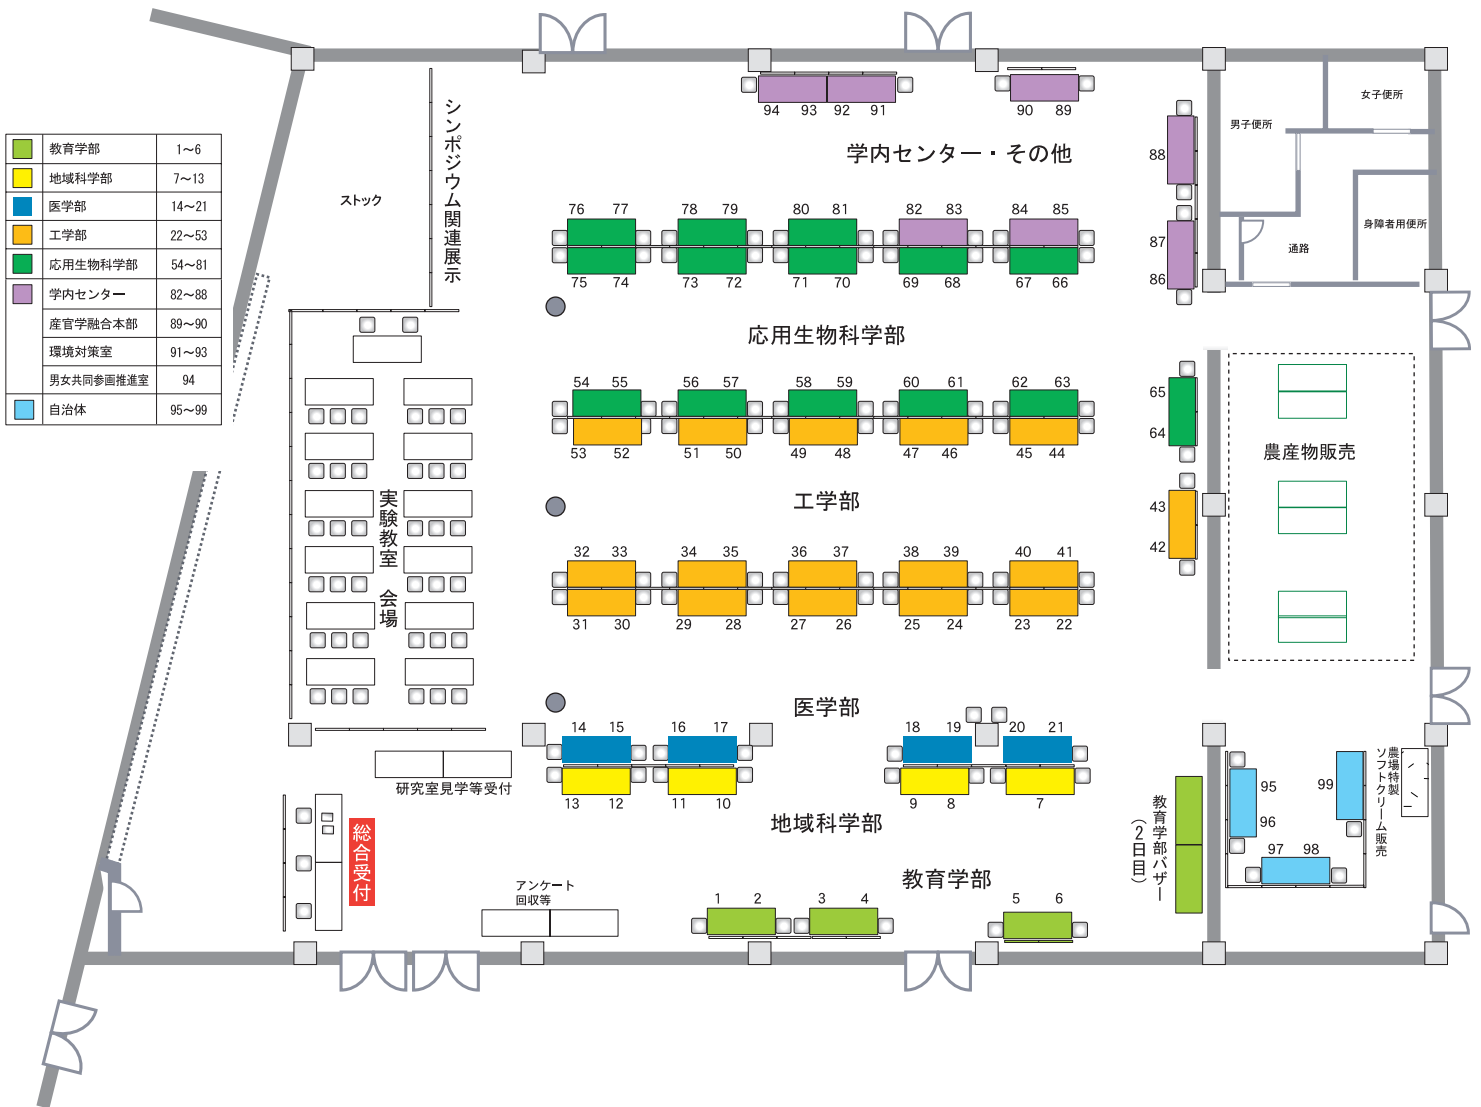 教育学部 1～6
地域科学部 7～13
医学部 14～21
工学部 22～53
応用生物科学部 54～81
学内センター 82～88
産官学融合本部 89～90
環境対策室 91～93
男女共同参画推進室 94
自治体 95～99
ストック
シンポジウム関連展示
94 93 92 91
90 89
学内センター・その他
88
87
86
男子便所
女子便所
身障者用便所
通路
76 77 78 79 80 81 82 83 84 85
75 74 73 72 71 70 69 68 67 66
応用生物科学部
54 55 56 57 58 59 60 61 62 63
53 52 51 50 49 48 47 46 45 44
65
64
43
42
農産物販売
工学部
実験教室 会場
32 33 34 35 36 37 38 39 40 41
31 30 29 28 27 26 25 24 23 22
医学部
14 15 16 17 18 19 20 21
13 12 11 10 9 8 7
地域科学部
研究室見学等受付
総合受付
アンケート
回収等
教育学部
1 2 3 4 5 6
教育学部バザー
（2日目）
95
96
97 98
99
農場特製
ソフトクリーム販売